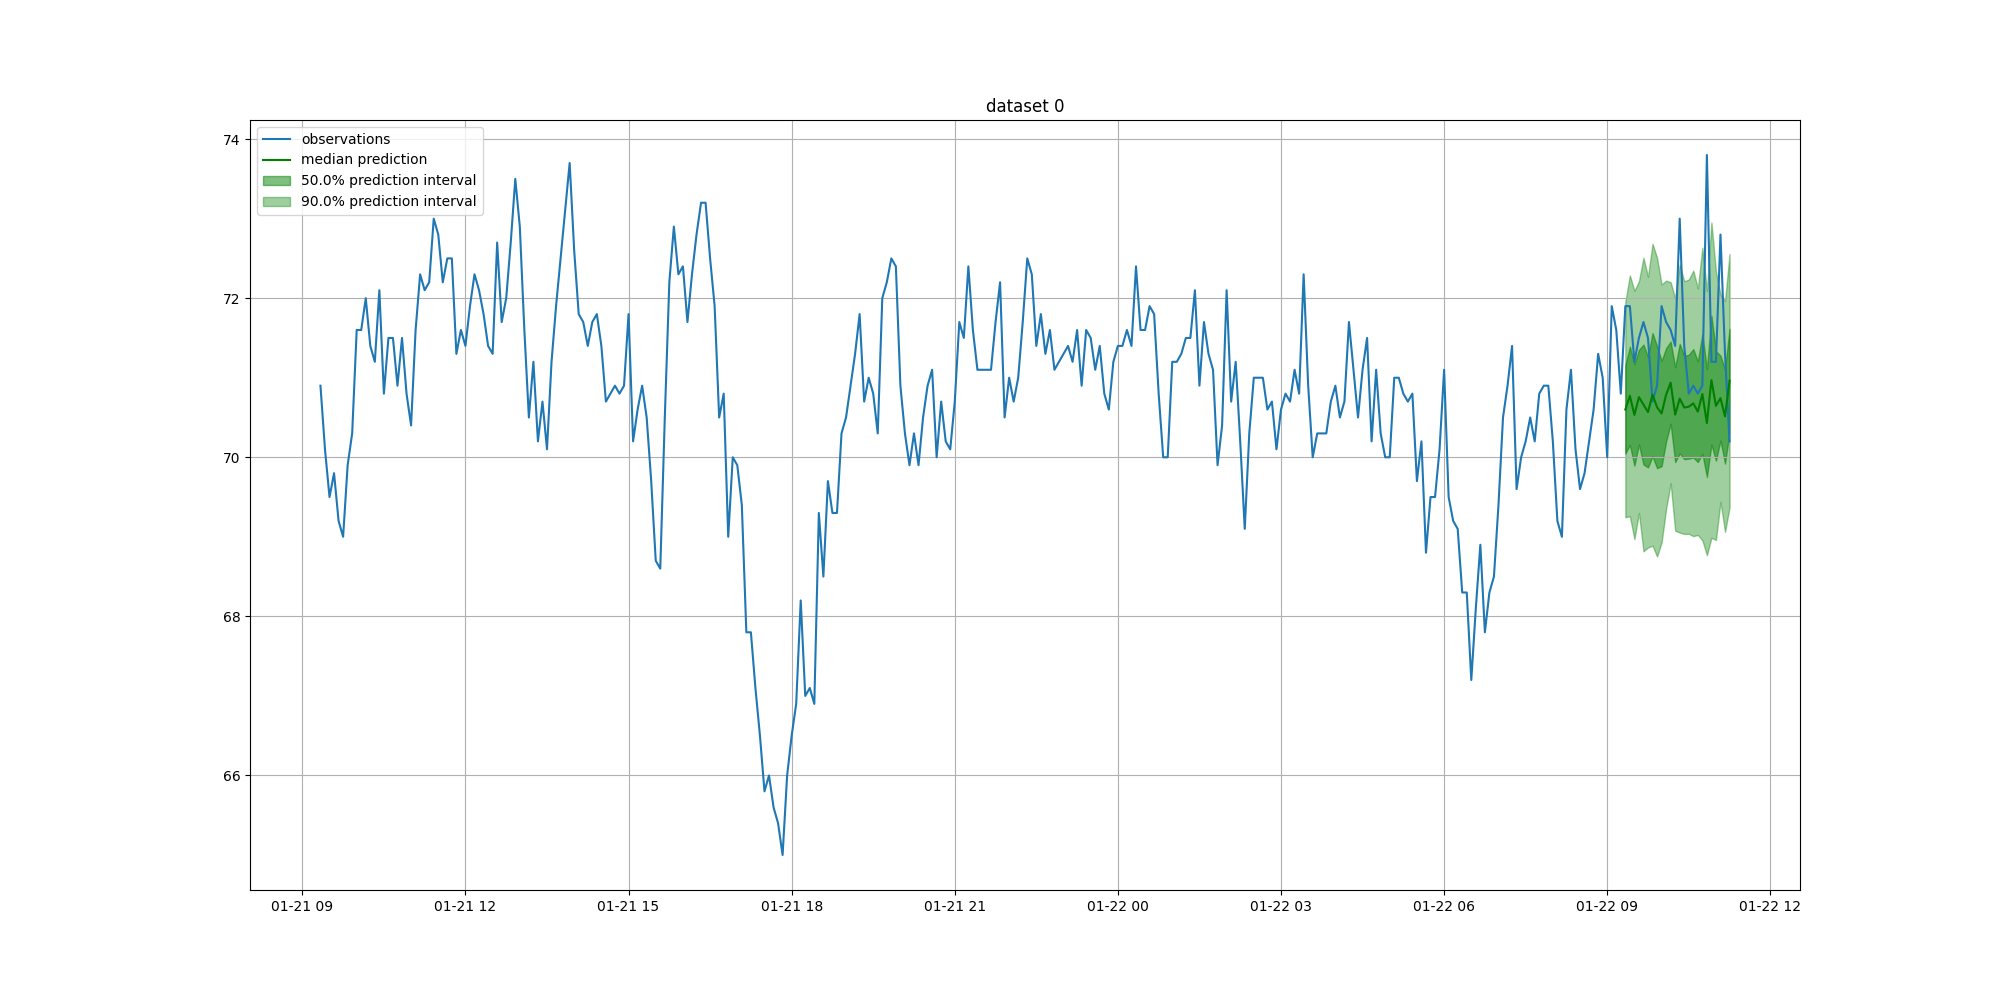 dataset 0
observations
median prediction
50.0% prediction interval
90.0% prediction interval
74
72
70
68
66
01-21 09 01-21 12 01-21 15 01-21 18 01-21 21 01-22 00 01-22 03 01-22 06 01-22 09 01-22 12